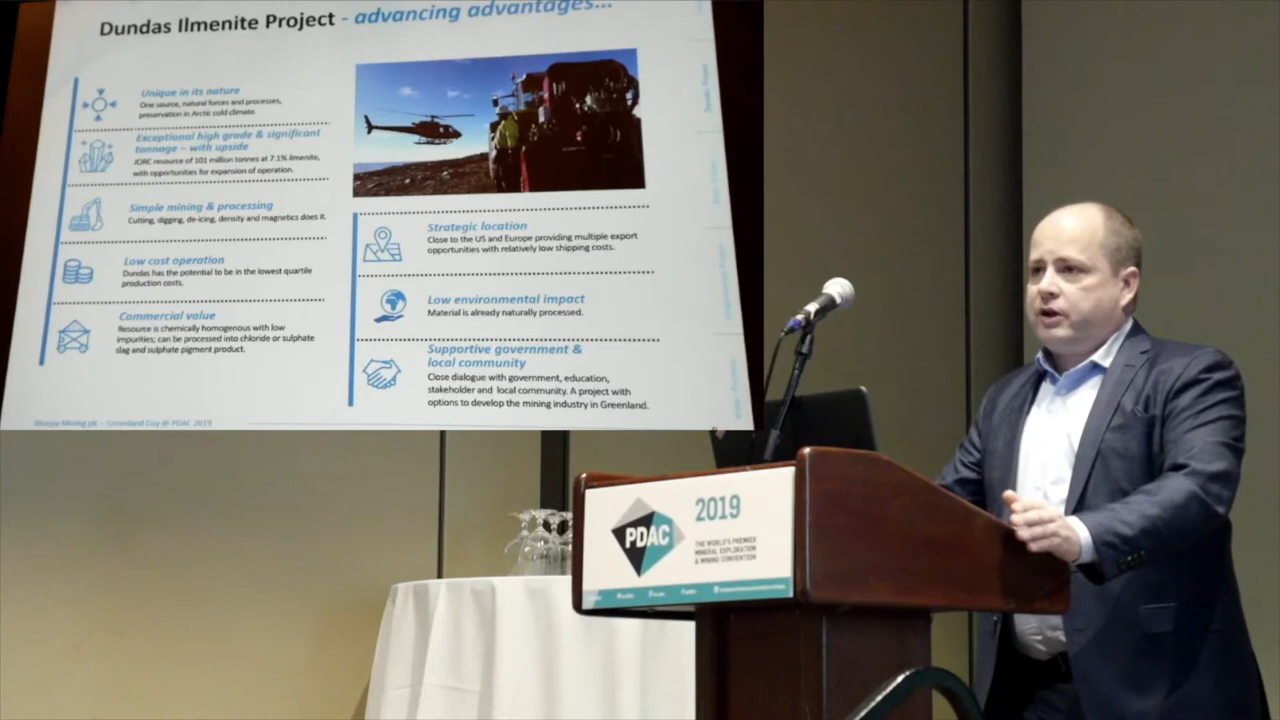 Dundas Ilmenite Project - advancing advantages...
Unique in its nature
One source, natural forces and processes,
preservation in Arctic cold climate.
Exceptional high grade & significant
tonnage – with upside
JORC resource of 101 million tonnes at 7.1% ilmenite,
with opportunities for expansion of operation.
Simple mining & processing
Cutting, digging, de-icing, density and magnetics does it.
Low cost operation
Dundas has the potential to be in the lowest quartile
production costs.
Commercial value
Resource is chemically homogenous with low
impurities; can be processed into chloride or sulphate
slag and sulphate pigment product.
Strategic location
Close to the US and Europe providing multiple export
opportunities with relatively low shipping costs.
Low environmental impact
Material is already naturally processed.
Supportive government &
local community
Close dialogue with government, education,
stakeholder and local community. A project with
options to develop the mining industry in Greenland.
Bluejay Mining plc – Greenland Day @ PDAC 2019
PDAC
2019
THE WORLD'S PREMIER
MINERAL EXPLORATION
& MINING CONVENTION